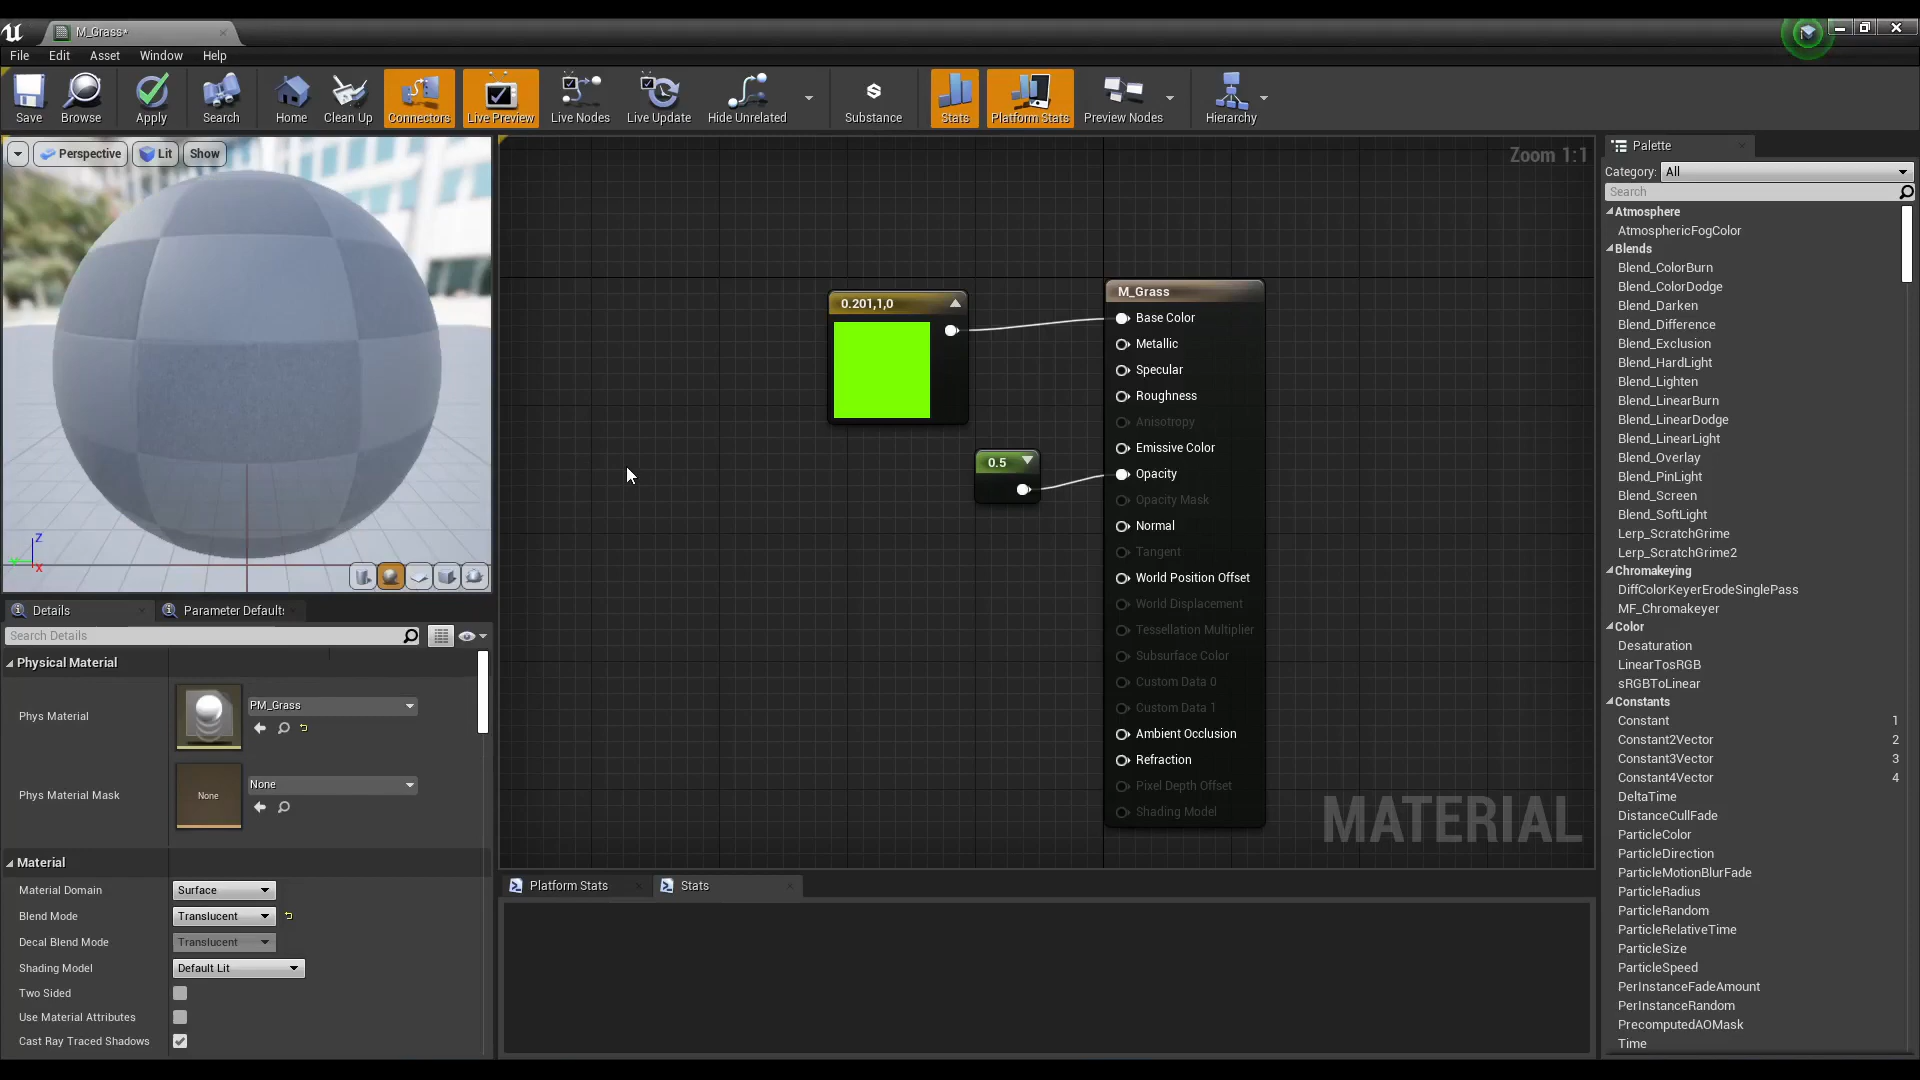 M_Grass*
File Edit Asset Window Help
Save Browse Apply Search Home Clean Up Connectors Live Preview Live Nodes Live Update Hide Unrelated Substance Stats Platform Stats Preview Nodes Hierarchy
Perspective Lit Show
Z
X
Zoom 1:1
0.201,1,0
0.5
M_Grass
Base Color
Metallic
Specular
Roughness
Anisotropy
Emissive Color
Opacity
Opacity Mask
Normal
Tangent
World Position Offset
World Displacement
Tessellation Multiplier
Subsurface Color
Custom Data 0
Custom Data 1
Ambient Occlusion
Refraction
Pixel Depth Offset
Shading Model
MATERIAL
Details Parameter Defaults
Search Details
Physical Material
Phys Material PM_Grass
Phys Material Mask None None
Material
Material Domain Surface
Blend Mode Translucent
Decal Blend Mode Translucent
Shading Model Default Lit
Two Sided
Use Material Attributes
Cast Ray Traced Shadows
Platform Stats Stats
Palette
Category: All
Search
Atmosphere
AtmosphericFogColor
Blends
Blend_ColorBurn
Blend_ColorDodge
Blend_Darken
Blend_Difference
Blend_Exclusion
Blend_HardLight
Blend_Lighten
Blend_LinearBurn
Blend_LinearDodge
Blend_LinearLight
Blend_Overlay
Blend_PinLight
Blend_Screen
Blend_SoftLight
Lerp_ScratchGrime
Lerp_ScratchGrime2
Chromakeying
DiffColorKeyerErodeSinglePass
MF_Chromakeyer
Color
Desaturation
LinearTosRGB
sRGBToLinear
Constants
Constant 1
Constant2Vector 2
Constant3Vector 3
Constant4Vector 4
DeltaTime
DistanceCullFade
ParticleColor
ParticleDirection
ParticleMotionBlurFade
ParticleRadius
ParticleRandom
ParticleRelativeTime
ParticleSize
ParticleSpeed
PerInstanceFadeAmount
PerInstanceRandom
PrecomputedAOMask
Time